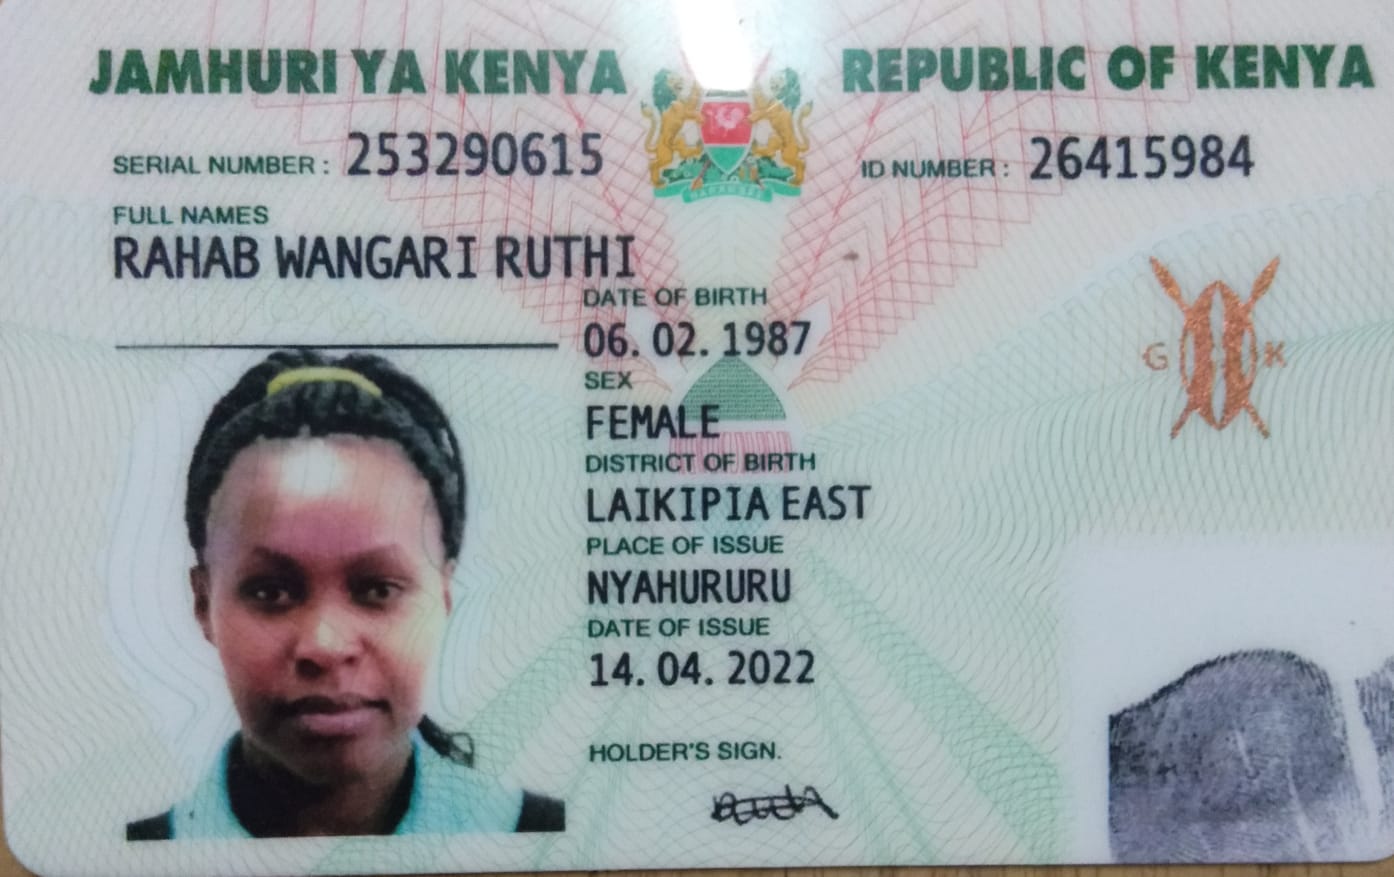 JAMHURI YA KENYA REPUBLIC OF KENYA
SERIAL NUMBER : 253290615 ID NUMBER : 26415984
FULL NAMES
RAHAB WANGARI RUTHI
DATE OF BIRTH
06. 02. 1987
SEX
FEMALE
G K
DISTRICT OF BIRTH
LAIKIPIA EAST
PLACE OF ISSUE
NYAHURURU
DATE OF ISSUE
14. 04. 2022
HOLDER'S SIGN.